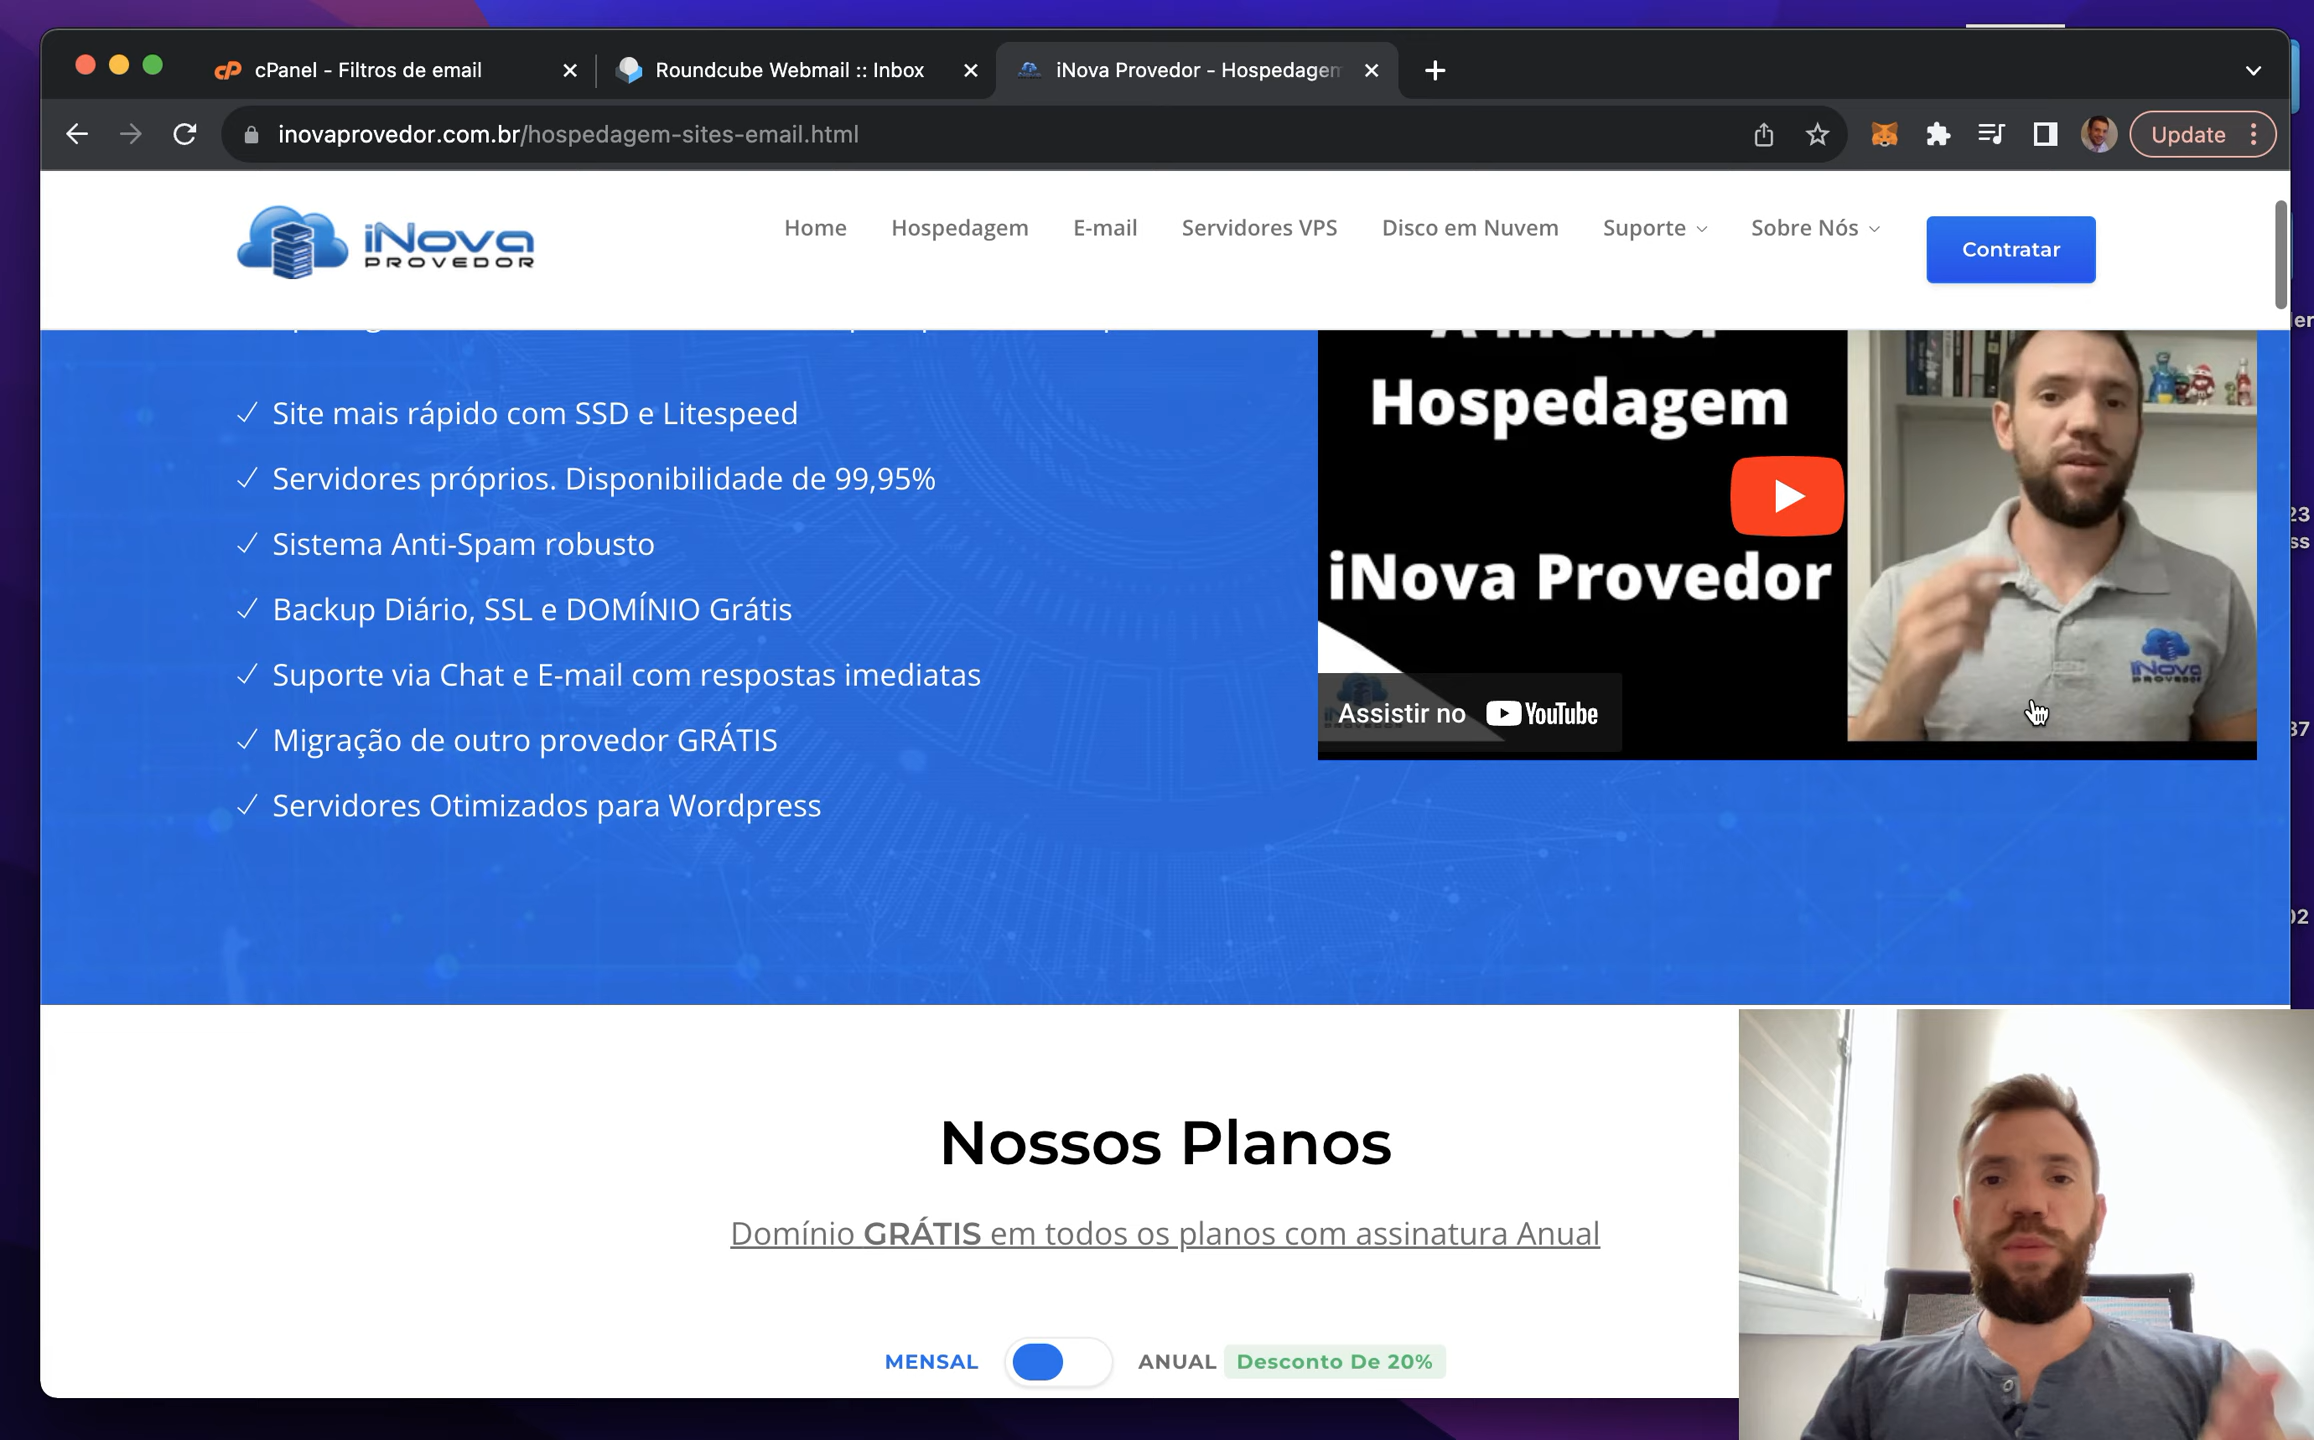 cPanel - Filtros de email
Roundcube Webmail :: Inbox
iNova Provedor - Hospedagem
inovaprovedor.com.br/hospedagem-sites-email.html
Update
iNova
PROVEDOR
Home
Hospedagem
E-mail
Servidores VPS
Disco em Nuvem
Suporte
Sobre Nós
Contratar
Site mais rápido com SSD e Litespeed
Servidores próprios. Disponibilidade de 99,95%
Sistema Anti-Spam robusto
Backup Diário, SSL e DOMÍNIO Grátis
Suporte via Chat e E-mail com respostas imediatas
Migração de outro provedor GRÁTIS
Servidores Otimizados para Wordpress
A melhor
Hospedagem
iNova Provedor
iNova
PROVEDOR
Assistir no YouTube
Nossos Planos
Domínio GRÁTIS em todos os planos com assinatura Anual
MENSAL
ANUAL
Desconto De 20%